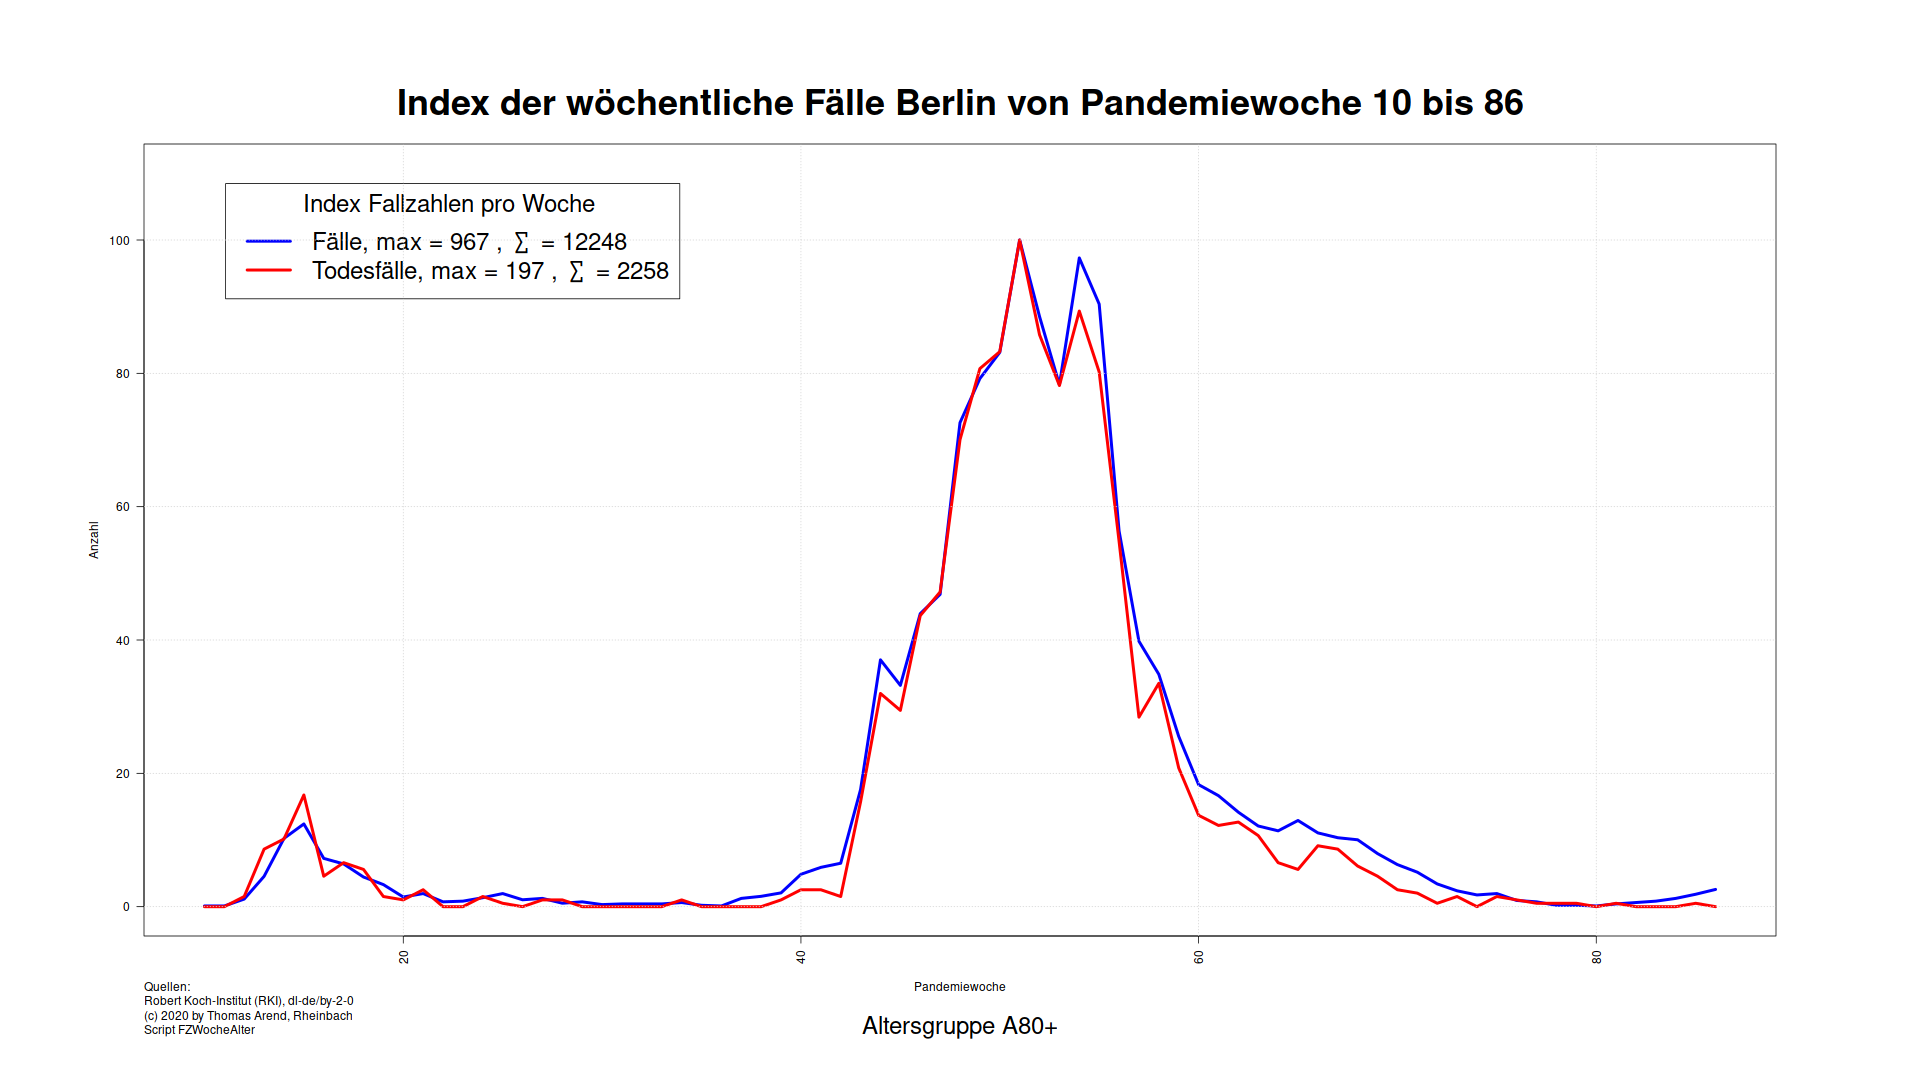 Index der wöchentliche Fälle Berlin von Pandemiewoche 10 bis 86
Index Fallzahlen pro Woche
Fälle, max = 967 , ∑ = 12248
Todesfälle, max = 197 , ∑ = 2258
100
80
60
40
20
0
Anzahl
20
40
60
80
Pandemiewoche
Quellen:
Robert Koch-Institut (RKI), dl-de/by-2-0
(c) 2020 by Thomas Arend, Rheinbach
Script FZWocheAlter
Altersgruppe A80+